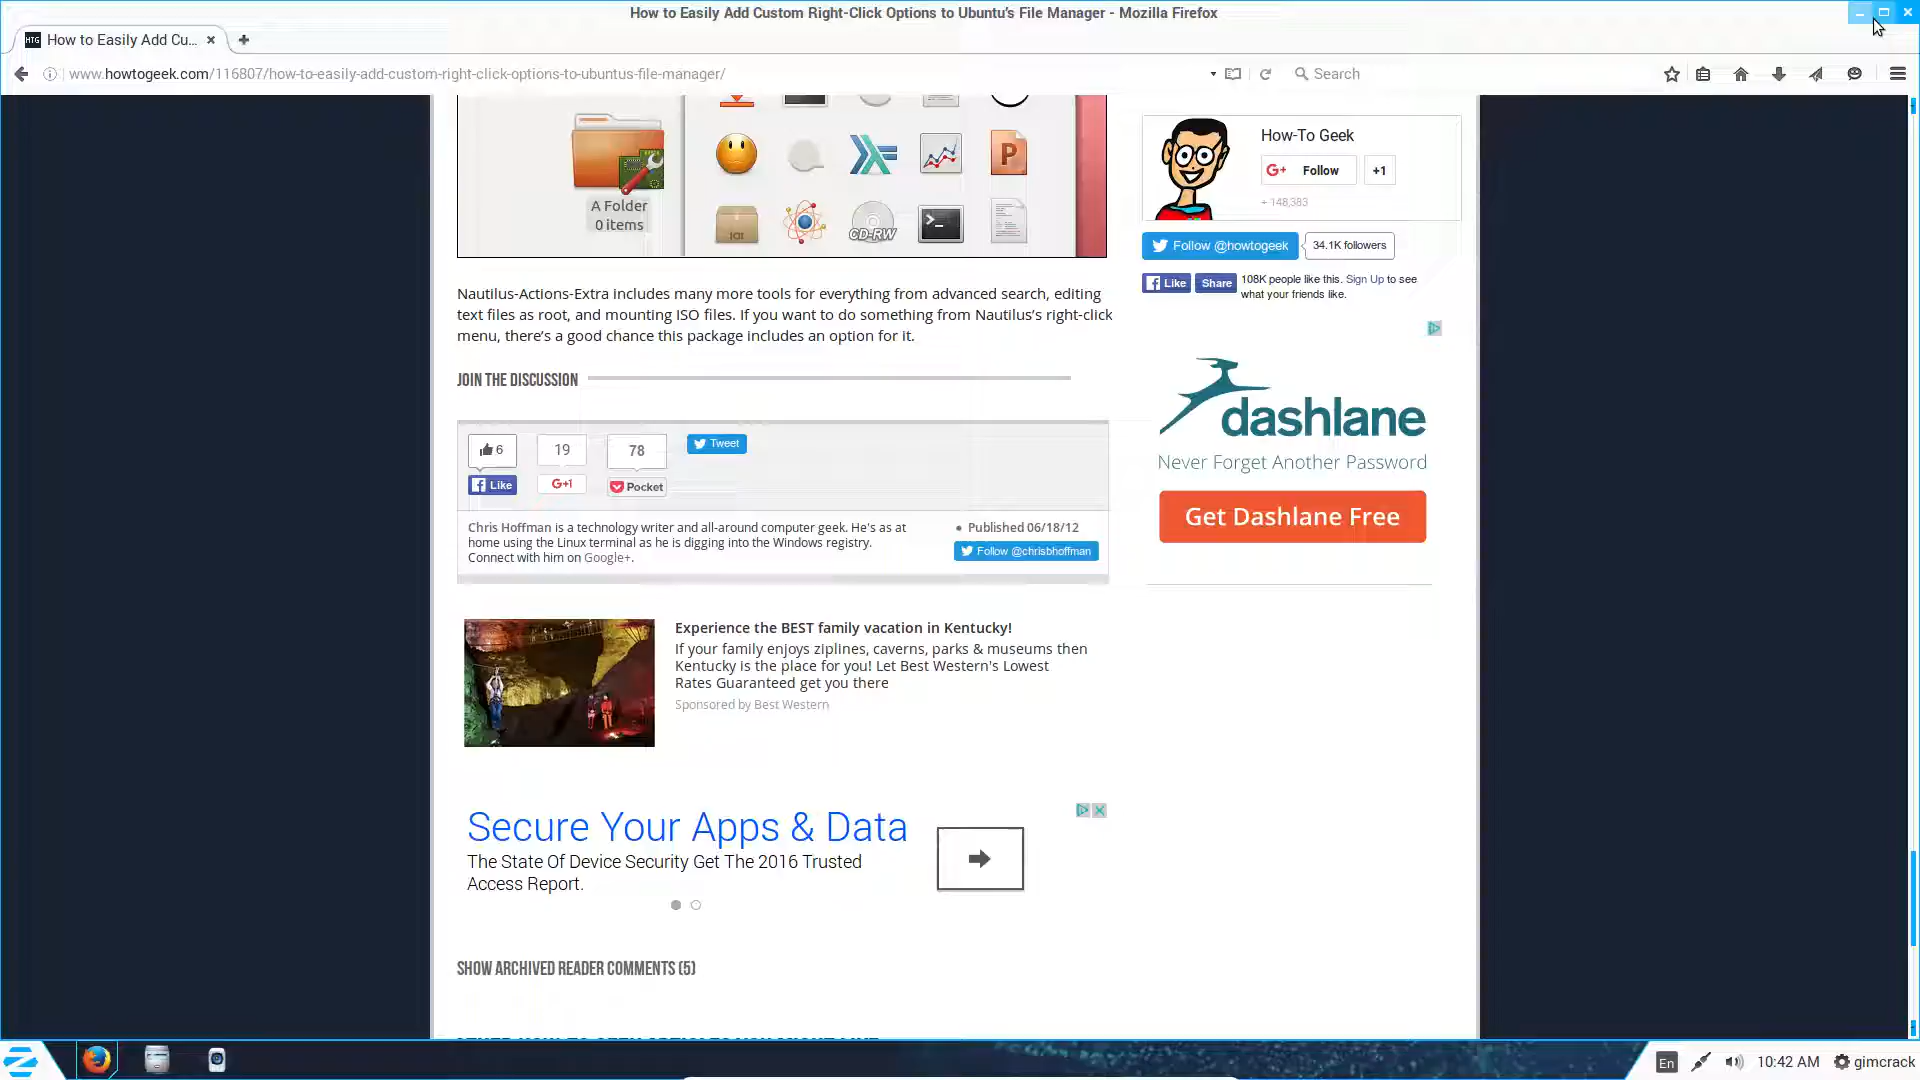 How to Easily Add Custom Right-Click Options to Ubuntu's File Manager - Mozilla Firefox
HTG How to Easily Add Cu...
www.howtogeek.com/116807/how-to-easily-add-custom-right-click-options-to-ubuntus-file-manager/
Search
A Folder
0 items
P
CD-RW
How-To Geek
G+ Follow +1
+ 148,383
Follow @howtogeek 34.1K followers
Like Share 108K people like this. Sign Up to see
what your friends like.
Nautilus-Actions-Extra includes many more tools for everything from advanced search, editing
text files as root, and mounting ISO files. If you want to do something from Nautilus's right-click
menu, there's a good chance this package includes an option for it.
JOIN THE DISCUSSION
6 19 78 Tweet
Like G+1 Pocket
Chris Hoffman is a technology writer and all-around computer geek. He's as at
home using the Linux terminal as he is digging into the Windows registry.
Connect with him on Google+.
Published 06/18/12
Follow @chrisbhoffman
dashlane
Never Forget Another Password
Get Dashlane Free
Experience the BEST family vacation in Kentucky!
If your family enjoys ziplines, caverns, parks & museums then
Kentucky is the place for you! Let Best Western's Lowest
Rates Guaranteed get you there
Sponsored by Best Western
Secure Your Apps & Data
The State Of Device Security Get The 2016 Trusted
Access Report.
SHOW ARCHIVED READER COMMENTS (5)
En 10:42 AM gimcrack